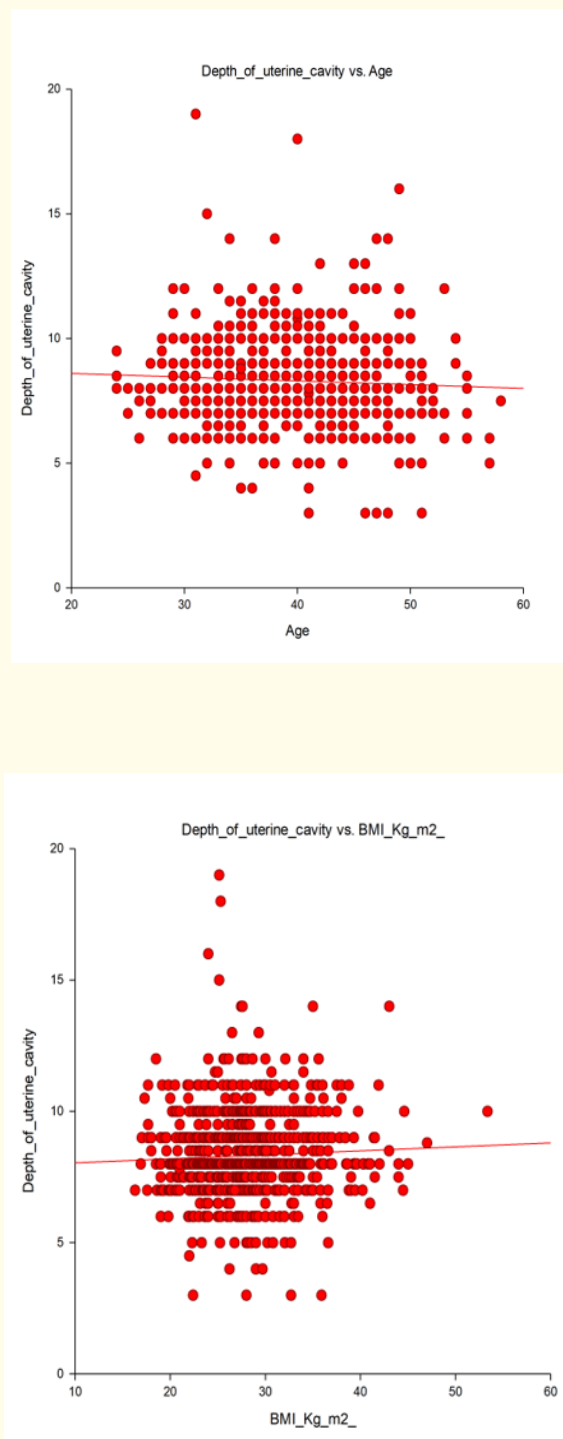 Depth_of_uterine_cavity vs. Age
20
15
Depth_of_uterine_cavity
10
5
0
20 30 40 50 60
Age
Depth_of_uterine_cavity vs. BMI_Kg_m2_
20
15
Depth_of_uterine_cavity
10
5
0
10 20 30 40 50 60
BMI_Kg_m2_